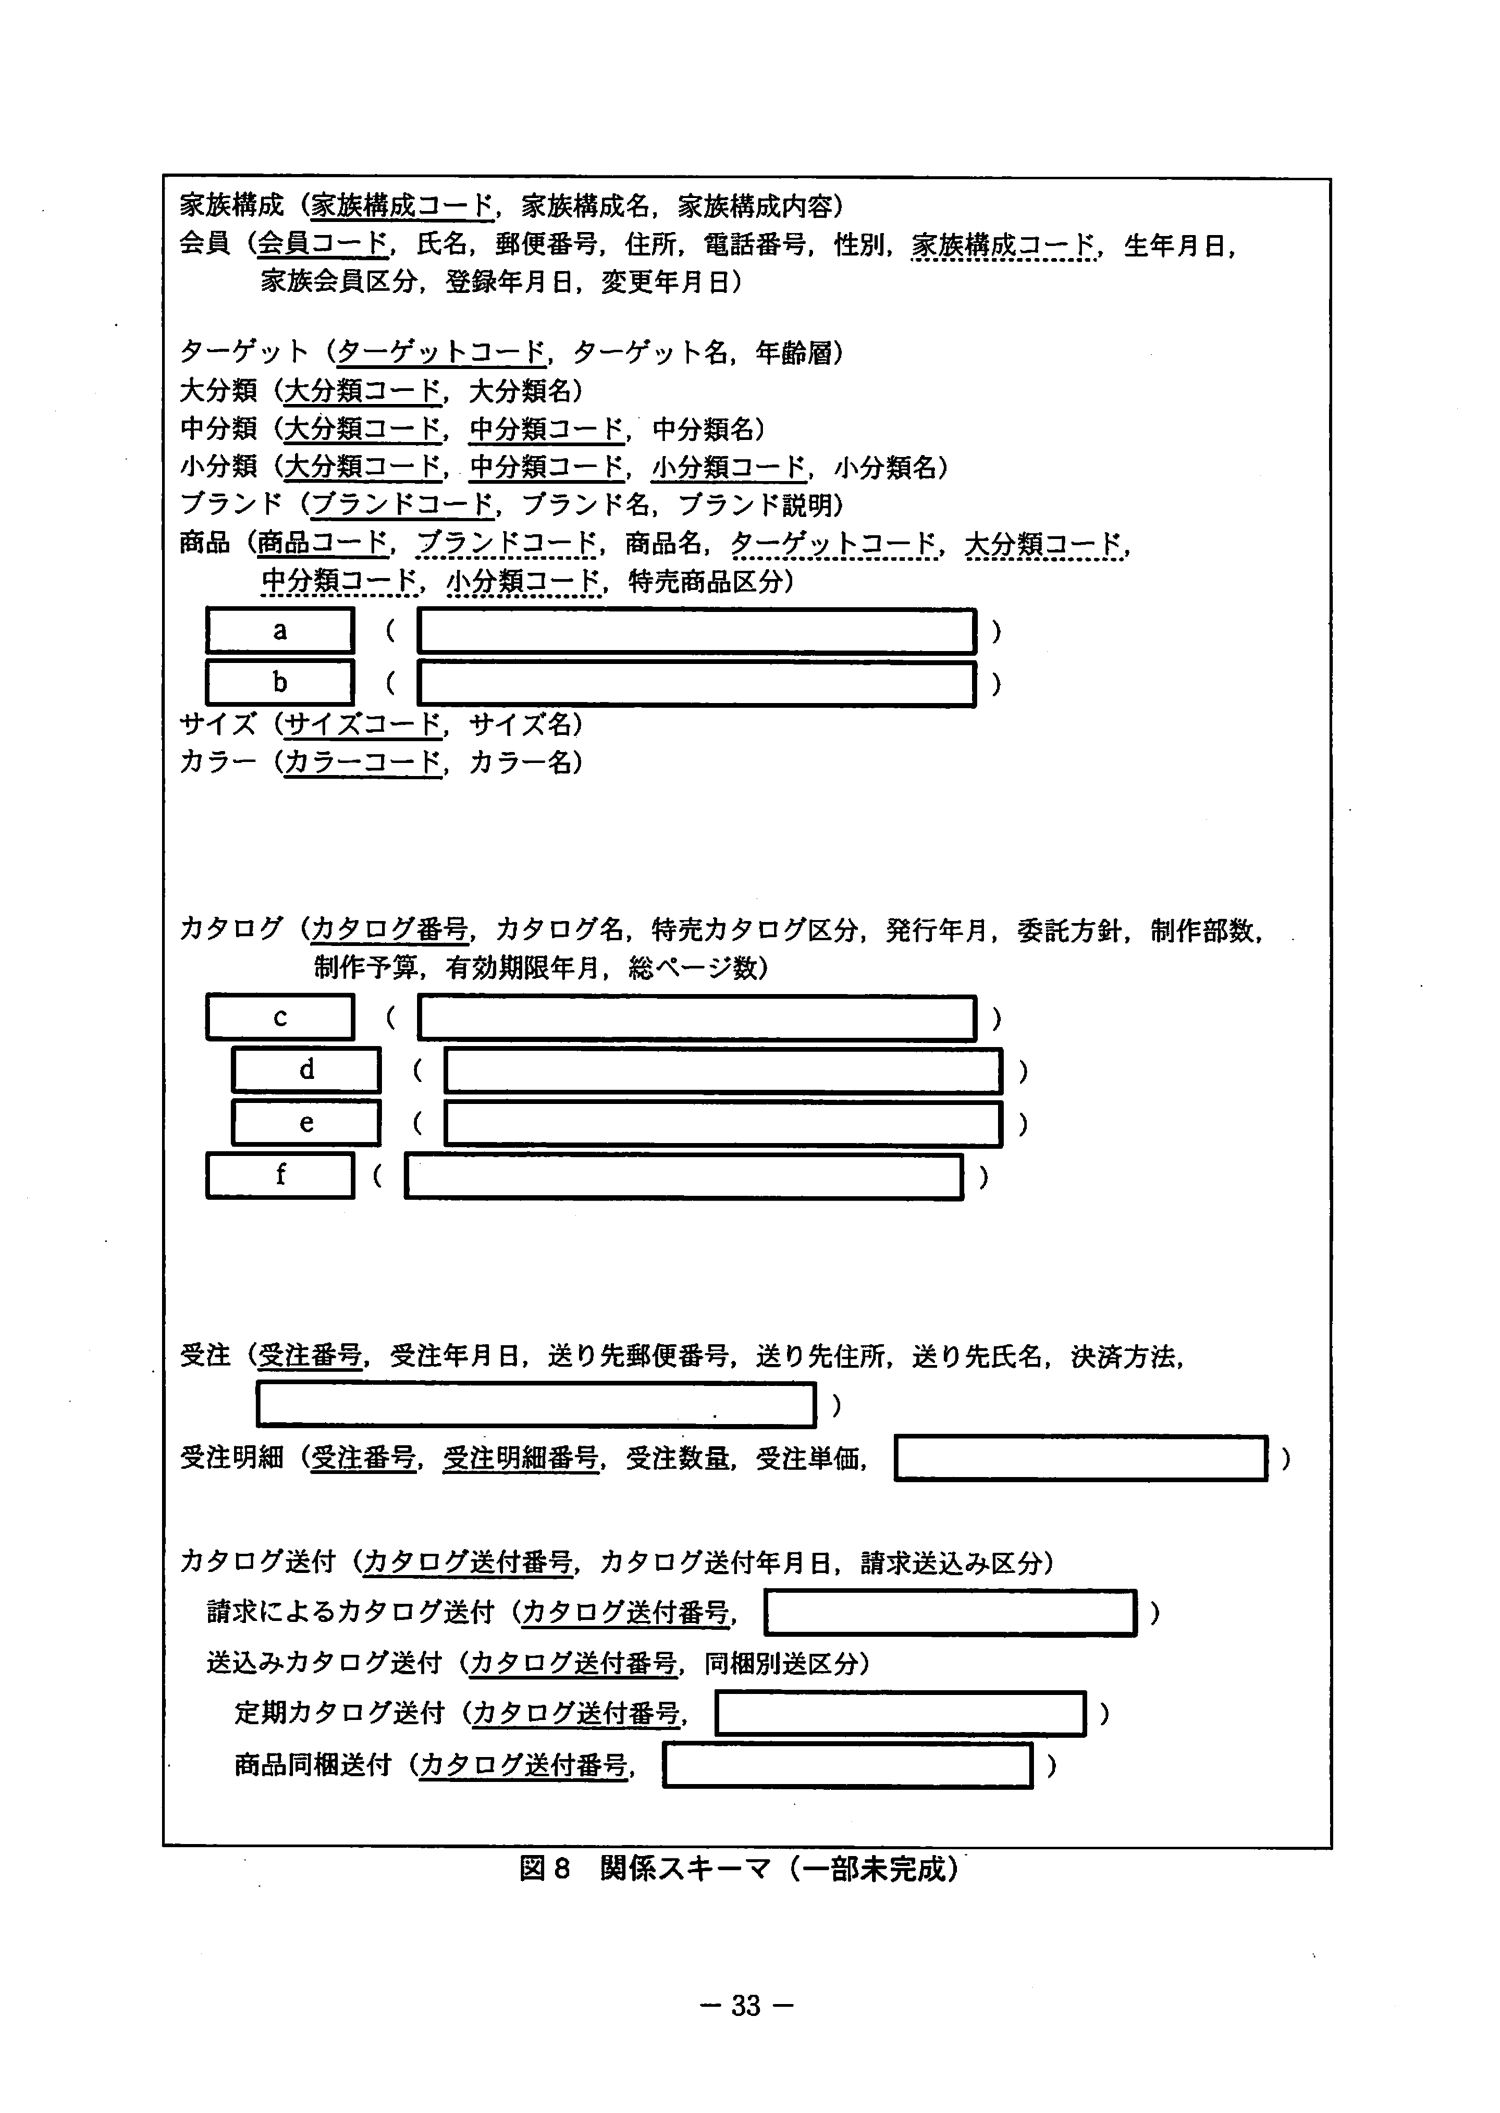 家族構成（家族構成コード，家族構成名，家族構成内容）
会員（会員コード，氏名，郵便番号，住所，電話番号，性別，家族構成コード，生年月日，
家族会員区分，登録年月日，変更年月日）
ターゲット（ターゲットコード，ターゲット名，年齢層）
大分類（大分類コード，大分類名）
中分類（大分類コード，中分類コード，中分類名）
小分類（大分類コード，中分類コード，小分類コード，小分類名）
ブランド（ブランドコード，ブランド名，ブランド説明）
商品（商品コード，ブランドコード，商品名，ターゲットコード，大分類コード，
中分類コード，小分類コード，特売商品区分）
a （ ）
b （ ）
サイズ（サイズコード，サイズ名）
カラー（カラーコード，カラー名）
カタログ（カタログ番号，カタログ名，特売カタログ区分，発行年月，委託方針，制作部数，
制作予算，有効期限年月，総ページ数）
c （ ）
d （ ）
e （ ）
f （ ）
受注（受注番号，受注年月日，送り先郵便番号，送り先住所，送り先氏名，決済方法，
）
受注明細（受注番号，受注明細番号，受注数量，受注単価， ）
カタログ送付（カタログ送付番号，カタログ送付年月日，請求送込み区分）
請求によるカタログ送付（カタログ送付番号， ）
送込みカタログ送付（カタログ送付番号，同梱別送区分）
定期カタログ送付（カタログ送付番号， ）
商品同梱送付（カタログ送付番号， ）
図８　関係スキーマ（一部未完成）
－ 33 －